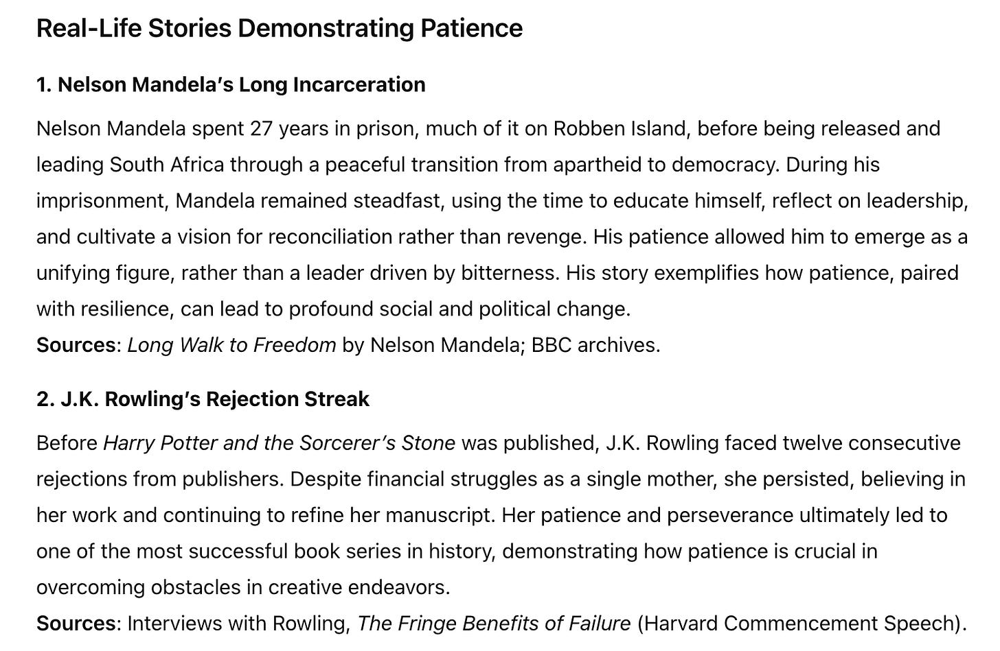 Real-Life Stories Demonstrating Patience
1. Nelson Mandela’s Long Incarceration
Nelson Mandela spent 27 years in prison, much of it on Robben Island, before being released and
leading South Africa through a peaceful transition from apartheid to democracy. During his
imprisonment, Mandela remained steadfast, using the time to educate himself, reflect on leadership,
and cultivate a vision for reconciliation rather than revenge. His patience allowed him to emerge as a
unifying figure, rather than a leader driven by bitterness. His story exemplifies how patience, paired
with resilience, can lead to profound social and political change.
Sources: Long Walk to Freedom by Nelson Mandela; BBC archives.
2. J.K. Rowling’s Rejection Streak
Before Harry Potter and the Sorcerer’s Stone was published, J.K. Rowling faced twelve consecutive
rejections from publishers. Despite financial struggles as a single mother, she persisted, believing in
her work and continuing to refine her manuscript. Her patience and perseverance ultimately led to
one of the most successful book series in history, demonstrating how patience is crucial in
overcoming obstacles in creative endeavors.
Sources: Interviews with Rowling, The Fringe Benefits of Failure (Harvard Commencement Speech).